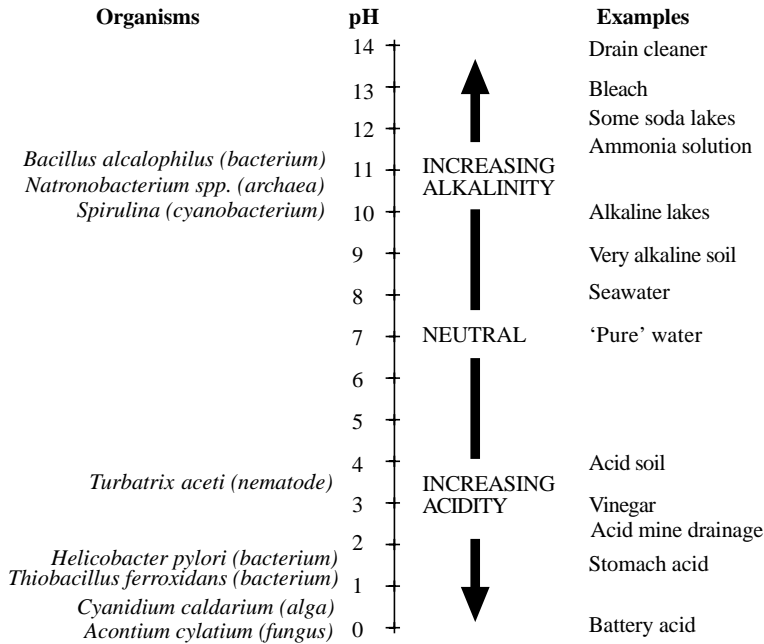 Organisms pH Examples
14 Drain cleaner
13 Bleach
12 Some soda lakes
Ammonia solution
Bacillus alcalophilus (bacterium) 11 INCREASING
Natronobacterium spp. (archaea) ALKALINITY
Spirulina (cyanobacterium) 10 Alkaline lakes
9 Very alkaline soil
8 Seawater
7 NEUTRAL ‘Pure’ water
6
5
4 Acid soil
Turbatrix aceti (nematode) INCREASING
3 ACIDITY Vinegar
Acid mine drainage
2
Helicobacter pylori (bacterium) Stomach acid
Thiobacillus ferroxidans (bacterium)
1
Cyanidium caldarium (alga)
Acontium cylatium (fungus) 0 Battery acid